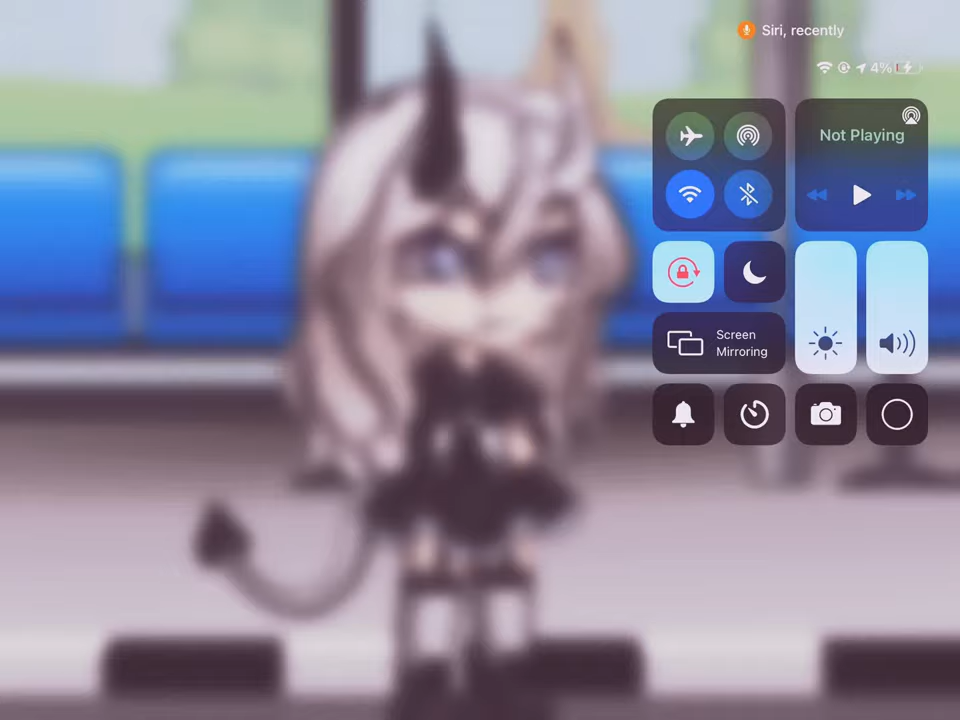 Siri, recently
4%
Not Playing
Screen
Mirroring